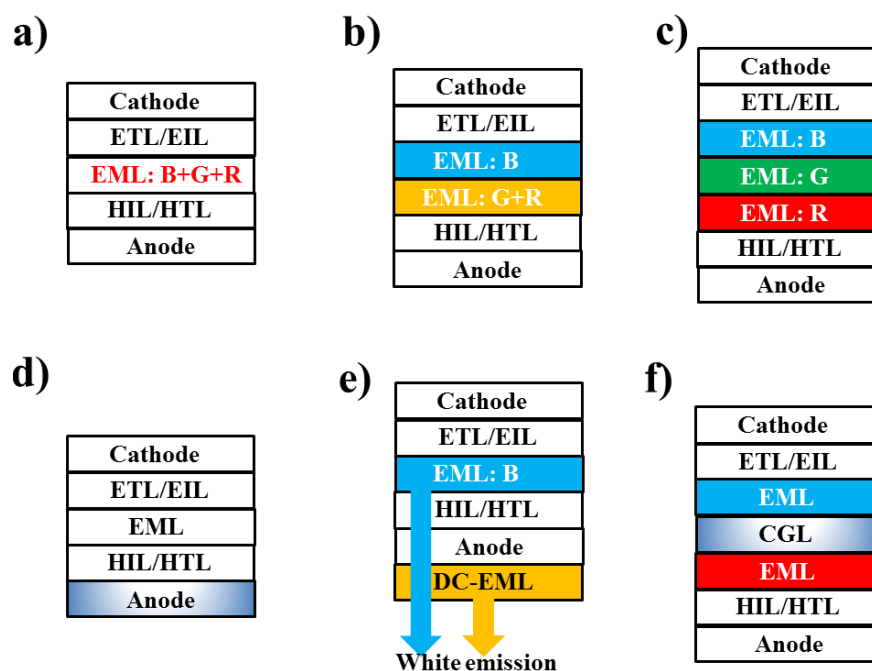 a)
Cathode
ETL/EIL
EML: B+G+R
HIL/HTL
Anode
b)
Cathode
ETL/EIL
EML: B
EML: G+R
HIL/HTL
Anode
c)
Cathode
ETL/EIL
EML: B
EML: G
EML: R
HIL/HTL
Anode
d)
Cathode
ETL/EIL
EML
HIL/HTL
Anode
e)
Cathode
ETL/EIL
EML: B
HIL/HTL
Anode
DC-EML
White emission
f)
Cathode
ETL/EIL
EML
CGL
EML
HIL/HTL
Anode